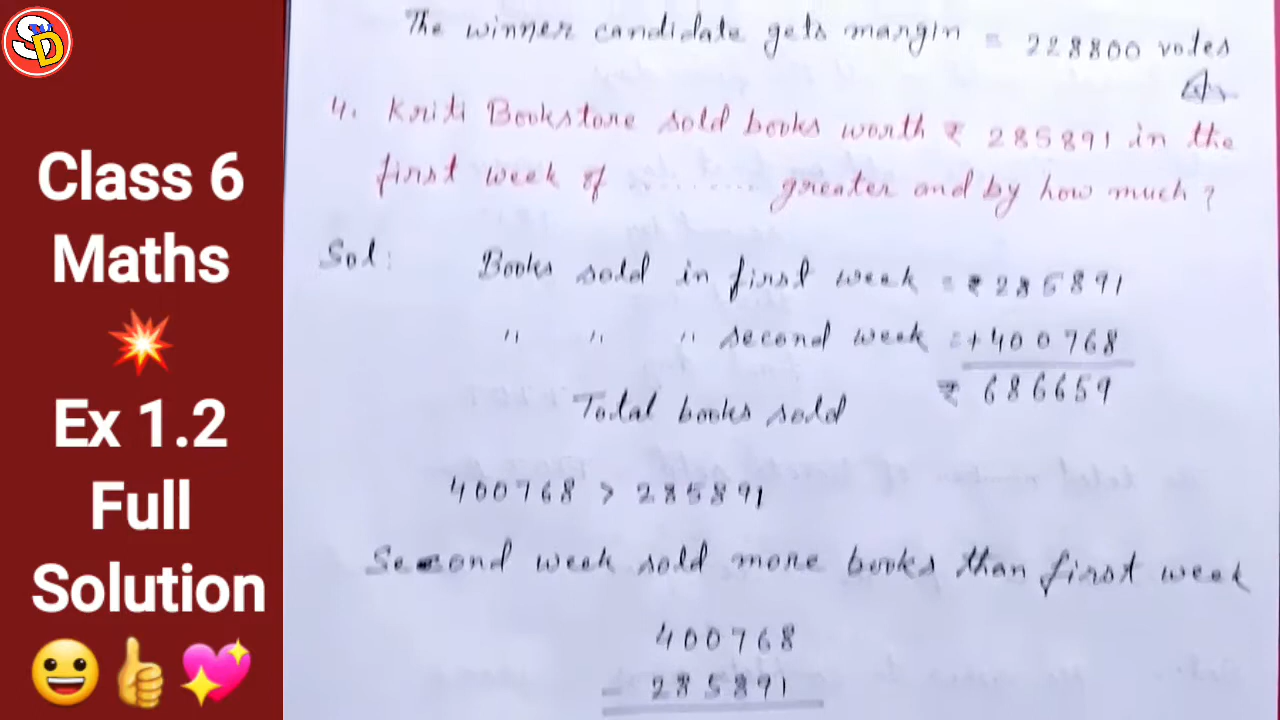 SD
Class 6
Maths
Ex 1.2
Full
Solution
The winner candidate gets margin = 228800 votes
4. Kriti Bookstore sold books worth ₹ 285891 in the
first week of ........... greater and by how much?
Sol: Books sold in first week = ₹285891
" " " second week =+400768
Total books sold ₹ 686659
400768 > 285891
Second week sold more books than first week
400768
- 285891